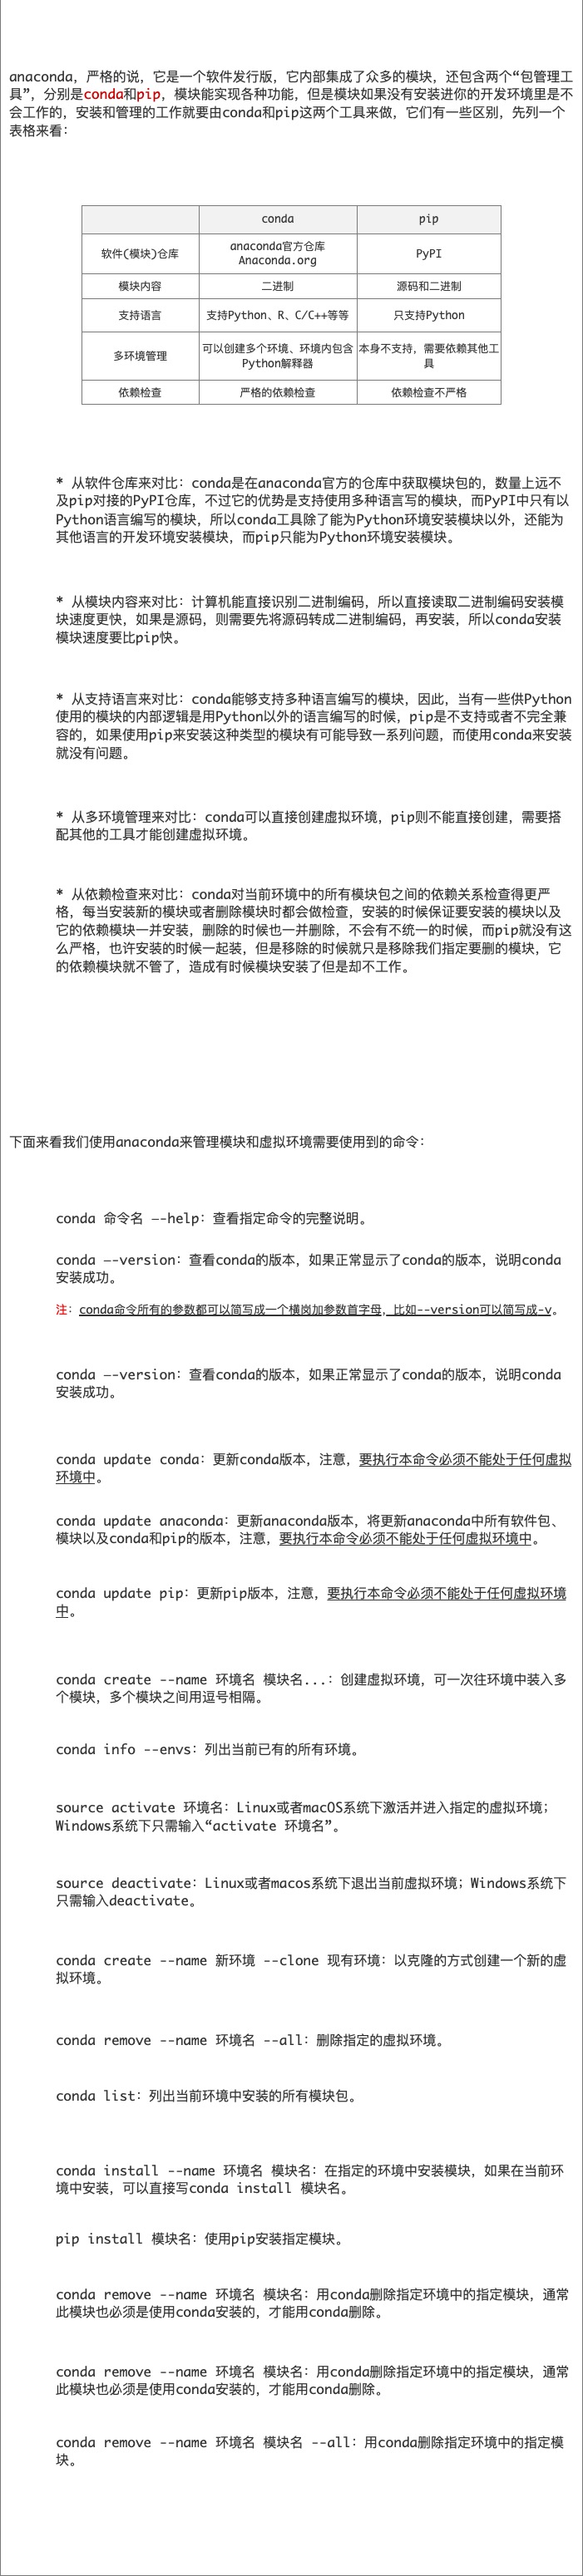 anaconda，严格的说，它是一个软件发行版，它内部集成了众多的模块，还包含两个“包管理工
具”，分别是conda和pip，模块能实现各种功能，但是模块如果没有安装进你的开发环境里是不
会工作的，安装和管理的工作就要由conda和pip这两个工具来做，它们有一些区别，先列一个
表格来看：
conda pip
软件(模块)仓库 anaconda官方仓库 PyPI
Anaconda.org
模块内容 二进制 源码和二进制
支持语言 支持Python、R、C/C++等等 只支持Python
多环境管理 可以创建多个环境、环境内包含 本身不支持，需要依赖其他工
Python解释器 具
依赖检查 严格的依赖检查 依赖检查不严格
* 从软件仓库来对比：conda是在anaconda官方的仓库中获取模块包的，数量上远不
及pip对接的PyPI仓库，不过它的优势是支持使用多种语言写的模块，而PyPI中只有以
Python语言编写的模块，所以conda工具除了能为Python环境安装模块以外，还能为
其他语言的开发环境安装模块，而pip只能为Python环境安装模块。
* 从模块内容来对比：计算机能直接识别二进制编码，所以直接读取二进制编码安装模
块速度更快，如果是源码，则需要先将源码转成二进制编码，再安装，所以conda安装
模块速度要比pip快。
* 从支持语言来对比：conda能够支持多种语言编写的模块，因此，当有一些供Python
使用的模块的内部逻辑是用Python以外的语言编写的时候，pip是不支持或者不完全兼
容的，如果使用pip来安装这种类型的模块有可能导致一系列问题，而使用conda来安装
就没有问题。
* 从多环境管理来对比：conda可以直接创建虚拟环境，pip则不能直接创建，需要搭
配其他的工具才能创建虚拟环境。
* 从依赖检查来对比：conda对当前环境中的所有模块包之间的依赖关系检查得更严
格，每当安装新的模块或者删除模块时都会做检查，安装的时候保证要安装的模块以及
它的依赖模块一并安装，删除的时候也一并删除，不会有不统一的时候，而pip就没有这
么严格，也许安装的时候一起装，但是移除的时候就只是移除我们指定要删的模块，它
的依赖模块就不管了，造成有时候模块安装了但是却不工作。
下面来看我们使用anaconda来管理模块和虚拟环境需要使用到的命令：
conda 命令名 —-help：查看指定命令的完整说明。
conda —-version：查看conda的版本，如果正常显示了conda的版本，说明conda
安装成功。
注：conda命令所有的参数都可以简写成一个横岗加参数首字母，比如--version可以简写成-v。
conda —-version：查看conda的版本，如果正常显示了conda的版本，说明conda
安装成功。
conda update conda：更新conda版本，注意，要执行本命令必须不能处于任何虚拟
环境中。
conda update anaconda：更新anaconda版本，将更新anaconda中所有软件包、
模块以及conda和pip的版本，注意，要执行本命令必须不能处于任何虚拟环境中。
conda update pip：更新pip版本，注意，要执行本命令必须不能处于任何虚拟环境
中。
conda create --name 环境名 模块名...：创建虚拟环境，可一次往环境中装入多
个模块，多个模块之间用逗号相隔。
conda info --envs：列出当前已有的所有环境。
source activate 环境名：Linux或者macOS系统下激活并进入指定的虚拟环境；
Windows系统下只需输入“activate 环境名”。
source deactivate：Linux或者macos系统下退出当前虚拟环境；Windows系统下
只需输入deactivate。
conda create --name 新环境 --clone 现有环境：以克隆的方式创建一个新的虚
拟环境。
conda remove --name 环境名 --all：删除指定的虚拟环境。
conda list：列出当前环境中安装的所有模块包。
conda install --name 环境名 模块名：在指定的环境中安装模块，如果在当前环
境中安装，可以直接写conda install 模块名。
pip install 模块名：使用pip安装指定模块。
conda remove --name 环境名 模块名：用conda删除指定环境中的指定模块，通常
此模块也必须是使用conda安装的，才能用conda删除。
conda remove --name 环境名 模块名：用conda删除指定环境中的指定模块，通常
此模块也必须是使用conda安装的，才能用conda删除。
conda remove --name 环境名 模块名 --all：用conda删除指定环境中的指定模
块。